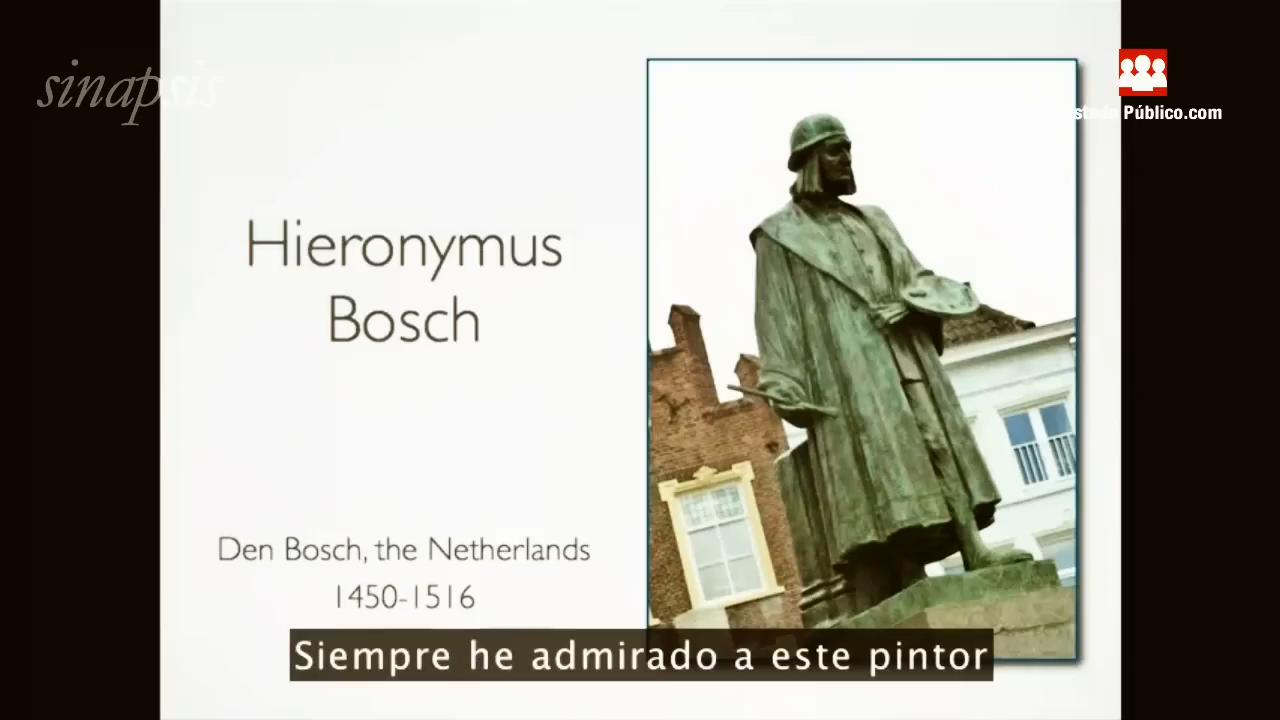 sinapsis
Público.com
Hieronymus
Bosch
Den Bosch, the Netherlands
1450-1516
Siempre he admirado a este pintor